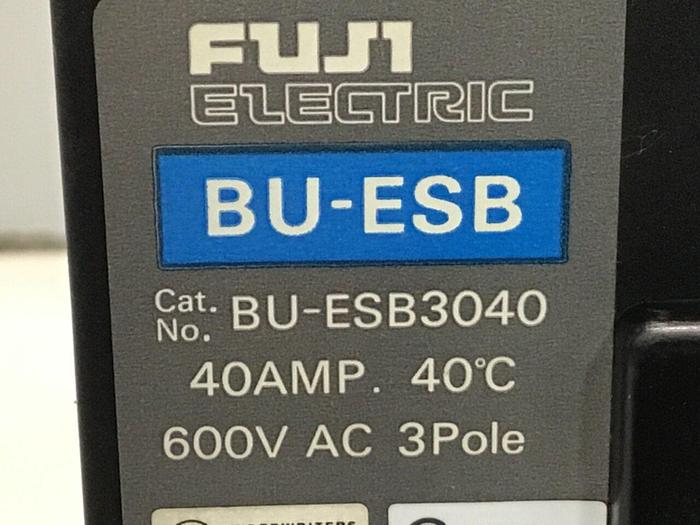 FUJI
ELECTRIC
BU-ESB
Cat. No. BU-ESB3040
40AMP. 40℃
600V AC 3Pole